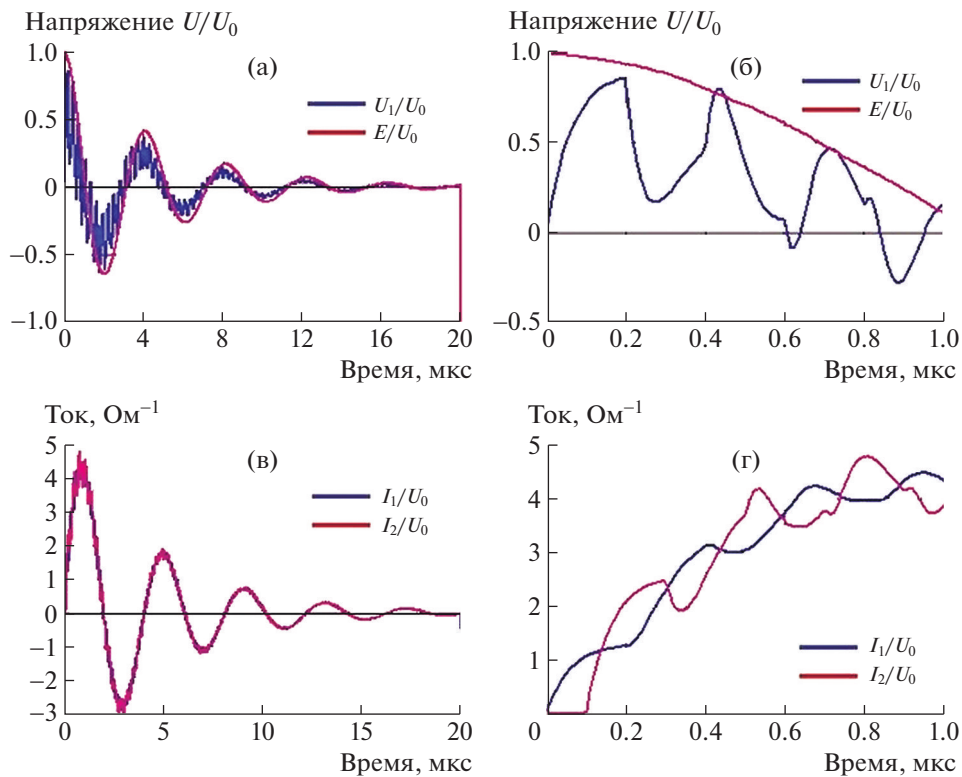 Напряжение U/U₀
1.0
0.5
0
−0.5
−1.0
(а)
U₁/U₀
E/U₀
0 4 8 12 16 20
Время, мкс
Напряжение U/U₀
1.0
0.5
0
−0.5
(б)
U₁/U₀
E/U₀
0 0.2 0.4 0.6 0.8 1.0
Время, мкс
Ток, Ом⁻¹
5
4
3
2
1
0
−1
−2
−3
(в)
I₁/U₀
I₂/U₀
0 5 10 15 20
Время, мкс
Ток, Ом⁻¹
5
4
3
2
1
(г)
I₁/U₀
I₂/U₀
0 0.2 0.4 0.6 0.8 1.0
Время, мкс